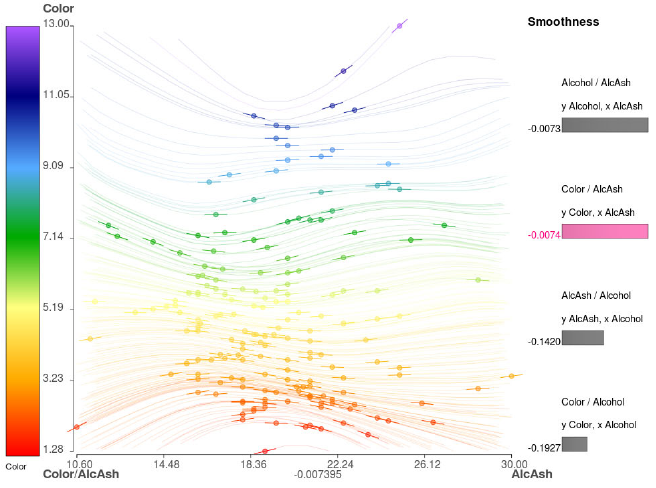 Color
13.00
11.05
9.09
7.14
5.19
3.23
1.28
Color
10.60
14.48
18.36
22.24
26.12
30.00
Color/AlcAsh
-0.007395
AlcAsh
Smoothness
Alcohol / AlcAsh
y Alcohol, x AlcAsh
-0.0073
Color / AlcAsh
y Color, x AlcAsh
-0.0074
AlcAsh / Alcohol
y AlcAsh, x Alcohol
-0.1420
Color / Alcohol
y Color, x Alcohol
-0.1927